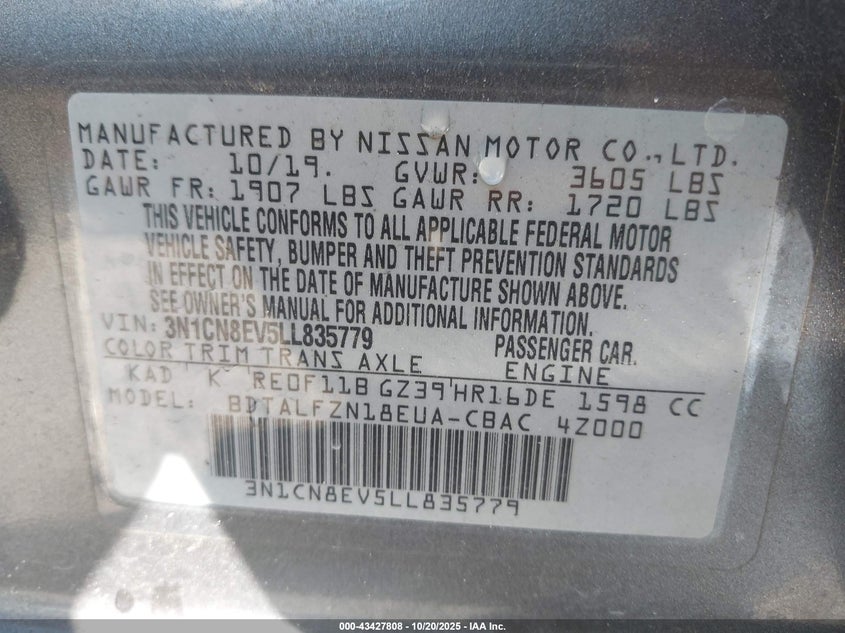 MANUFACTURED BY NISSAN MOTOR CO., LTD.
DATE: 10/19. GVWR: 3605 LBS
GAWR FR: 1907 LBS GAWR RR: 1720 LBS
THIS VEHICLE CONFORMS TO ALL APPLICABLE FEDERAL MOTOR
VEHICLE SAFETY, BUMPER AND THEFT PREVENTION STANDARDS
IN EFFECT ON THE DATE OF MANUFACTURE SHOWN ABOVE.
SEE OWNER'S MANUAL FOR ADDITIONAL INFORMATION.
VIN: 3N1CN8EV5LL835779 PASSENGER CAR.
COLOR TRIM TRANS AXLE ENGINE
KAD K RE0F11B GZ39 HR16DE 1598 CC
MODEL: BDTALFZN18EUA-CBAC 4Z000
3N1CN8EV5LL835779
000-43427808 - 10/20/2025 - IAA Inc.